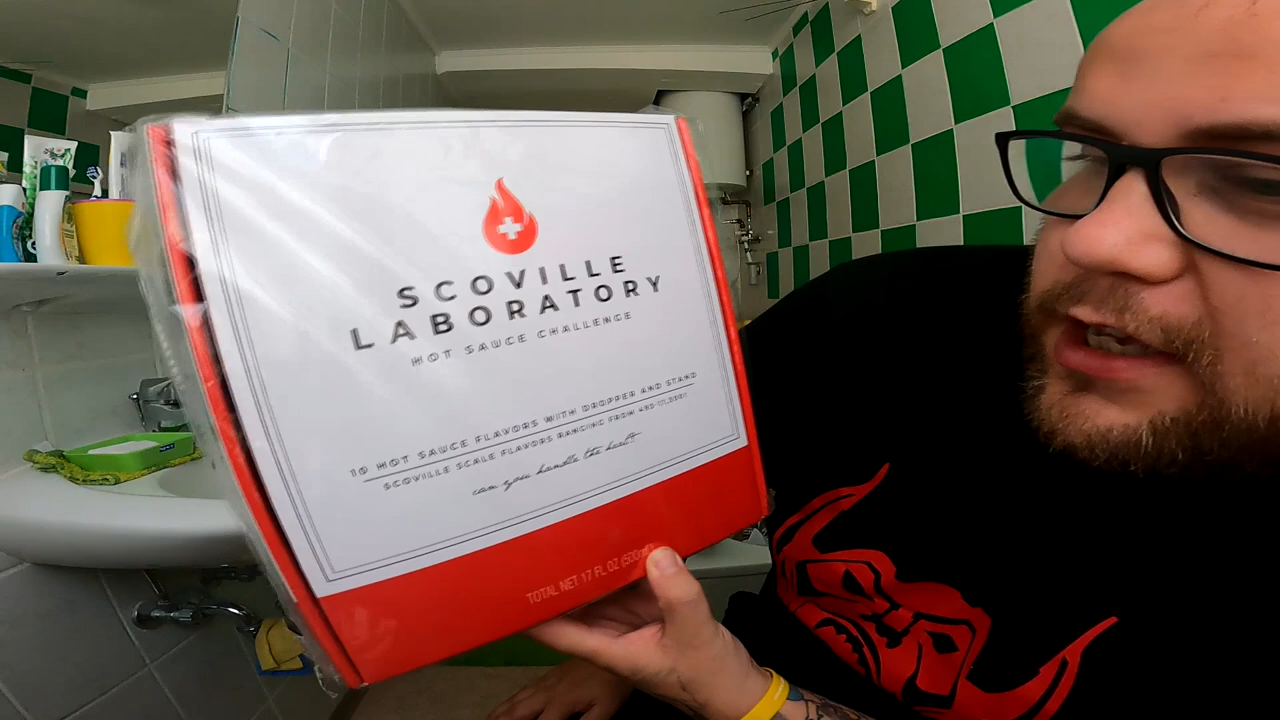 SCOVILLE
LABORATORY
HOT SAUCE CHALLENGE
10 HOT SAUCE FLAVORS WITH DROPPER AND STAND
SCOVILLE SCALE FLAVORS RANGING FROM
can you handle the heat?
TOTAL NET 17 FL OZ (500ml)